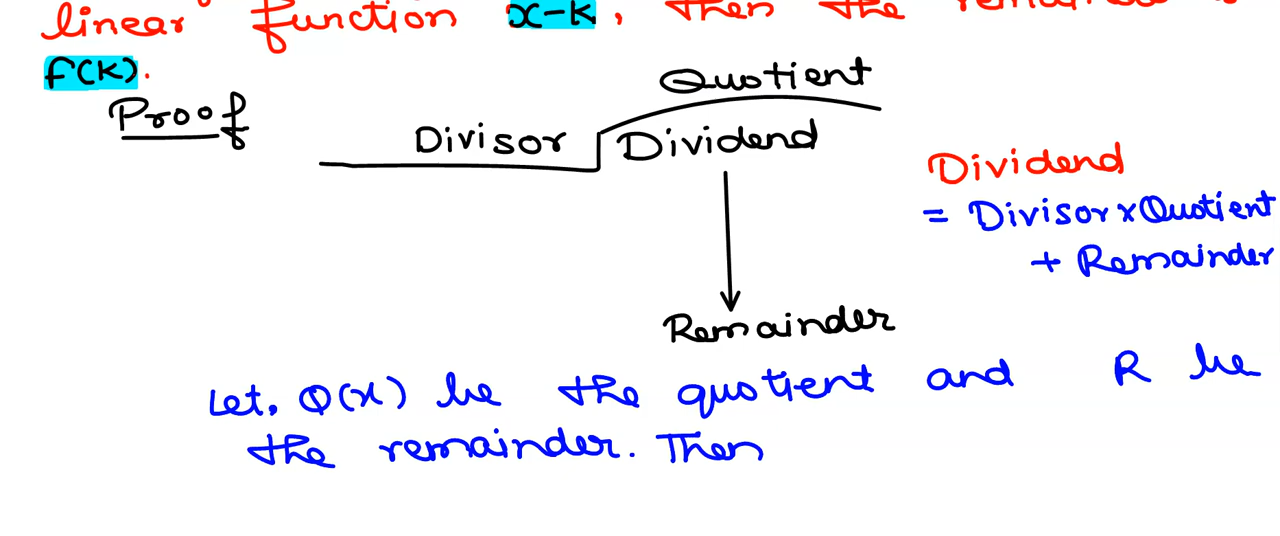 linear function x-k, then the
f(k).
Proof
Quotient
Divisor Dividend
Remainder
Dividend
= Divisor x Quotient
+ Remainder
Let, Q(x) be the quotient and R be
the remainder. Then